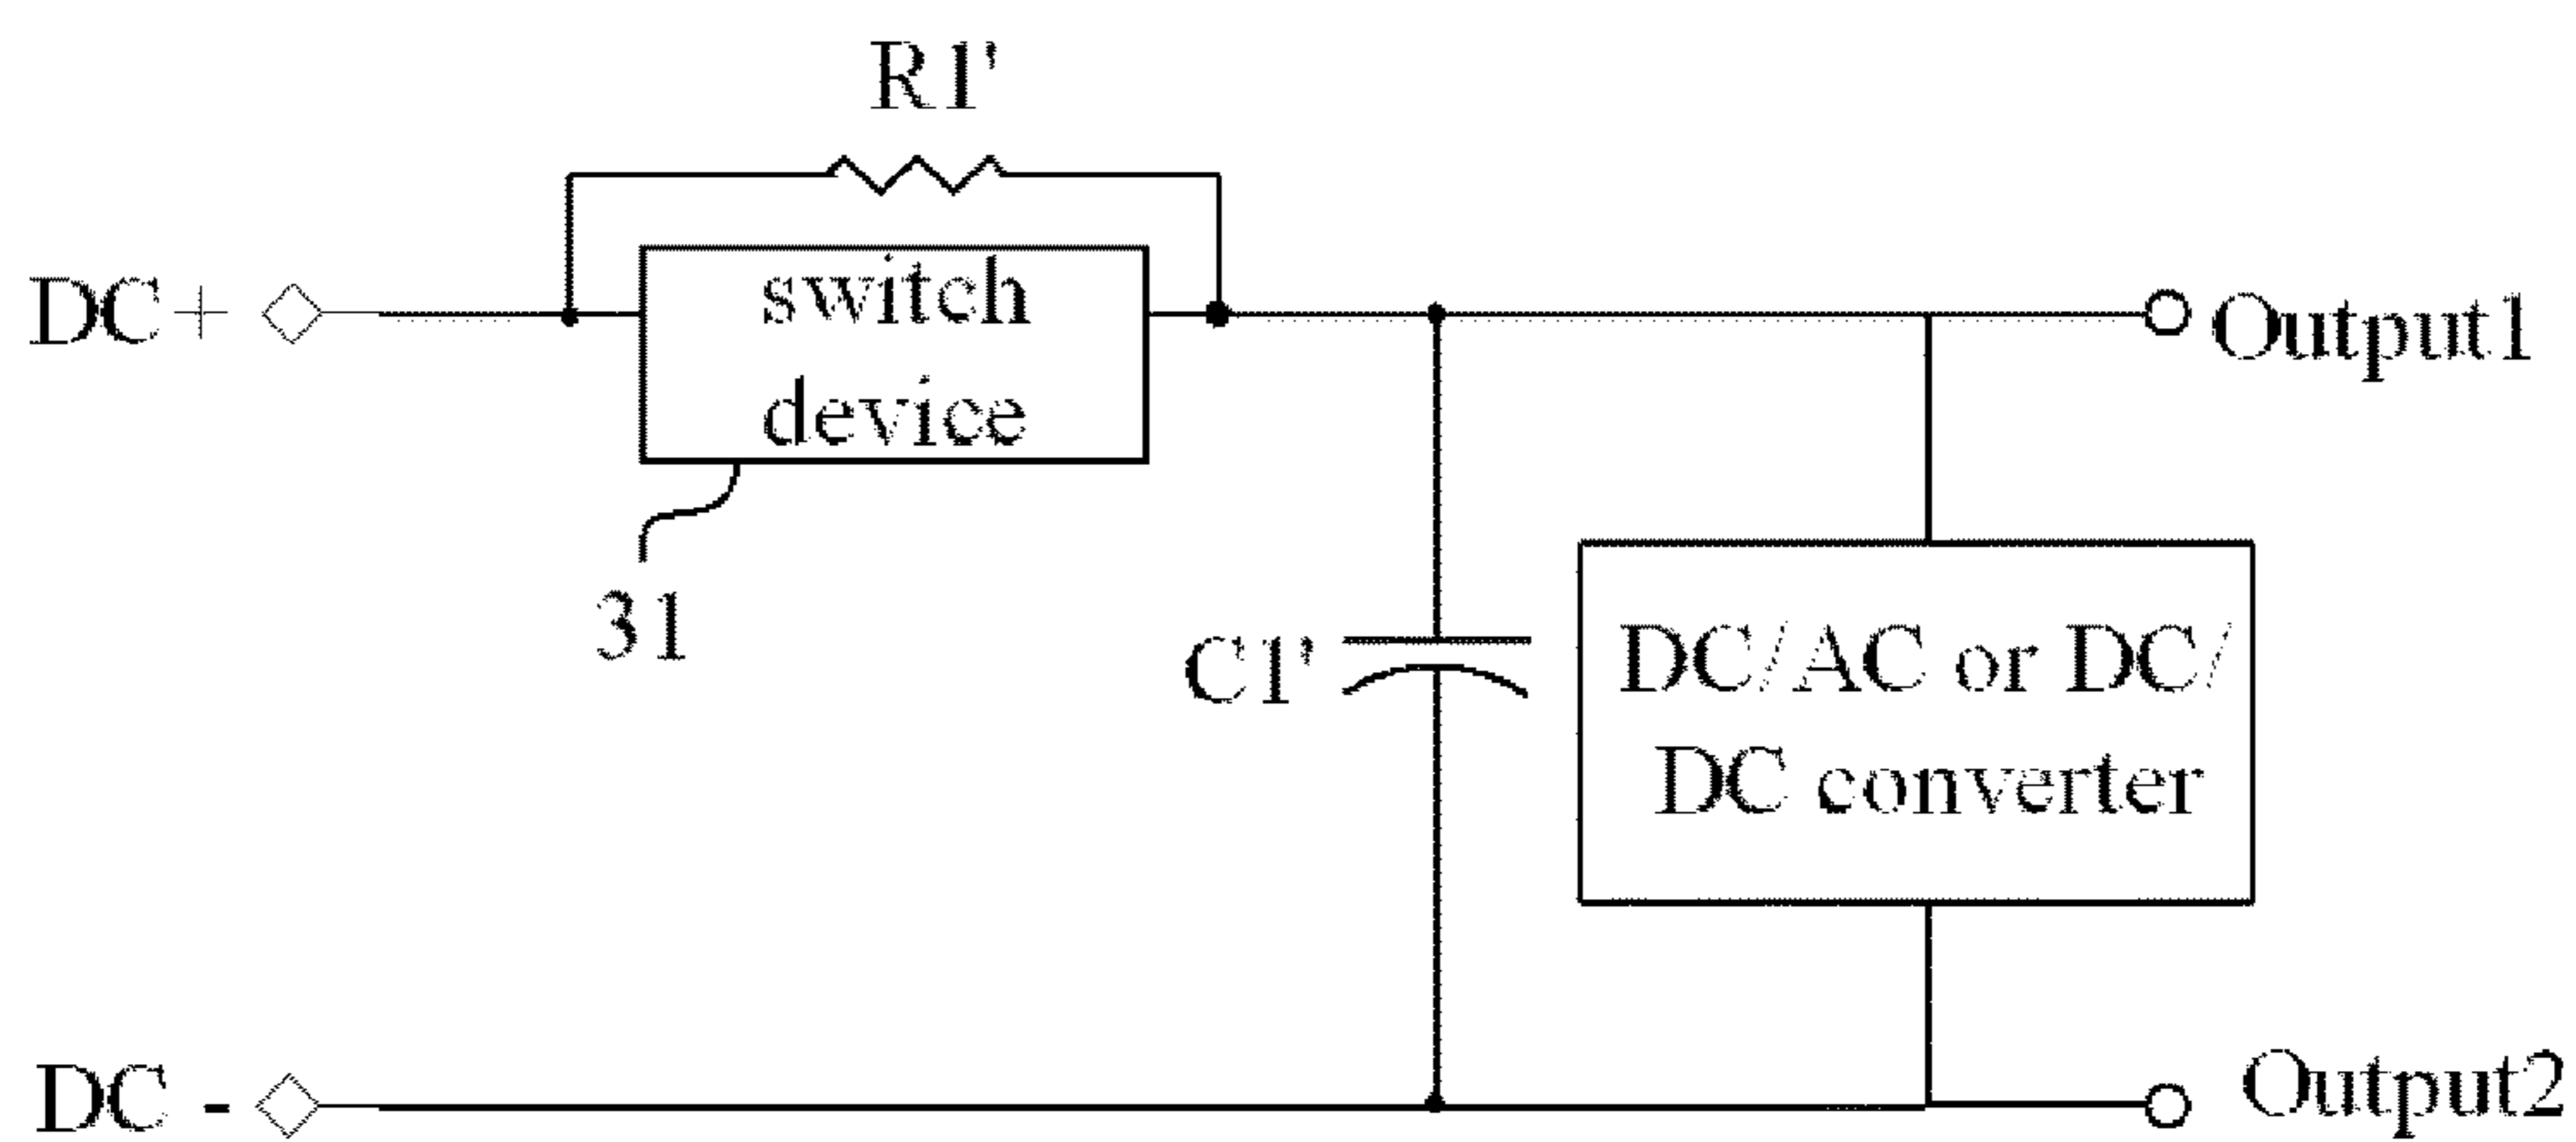 R1'
DC+
switch
device
Output1
31
C1'
DC/AC or DC/
DC converter
DC -
Output2